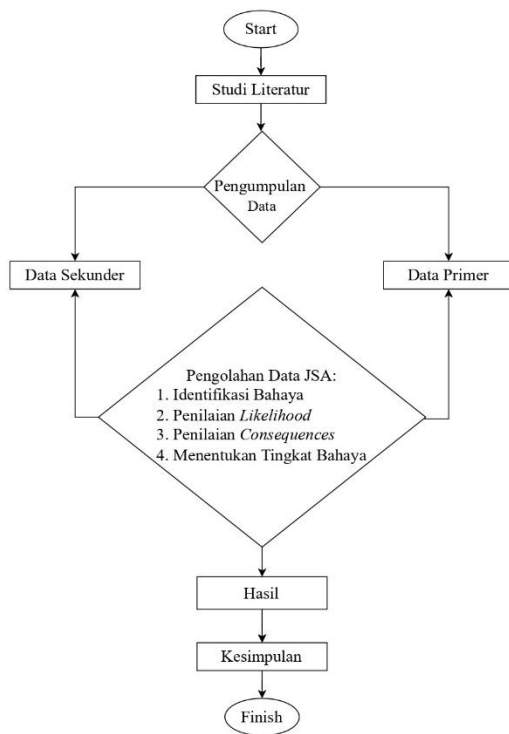 Start
Studi Literatur
Pengumpulan
Data
Data Sekunder
Data Primer
Pengolahan Data JSA:
1. Identifikasi Bahaya
2. Penilaian Likelihood
3. Penilaian Consequences
4. Menentukan Tingkat Bahaya
Hasil
Kesimpulan
Finish